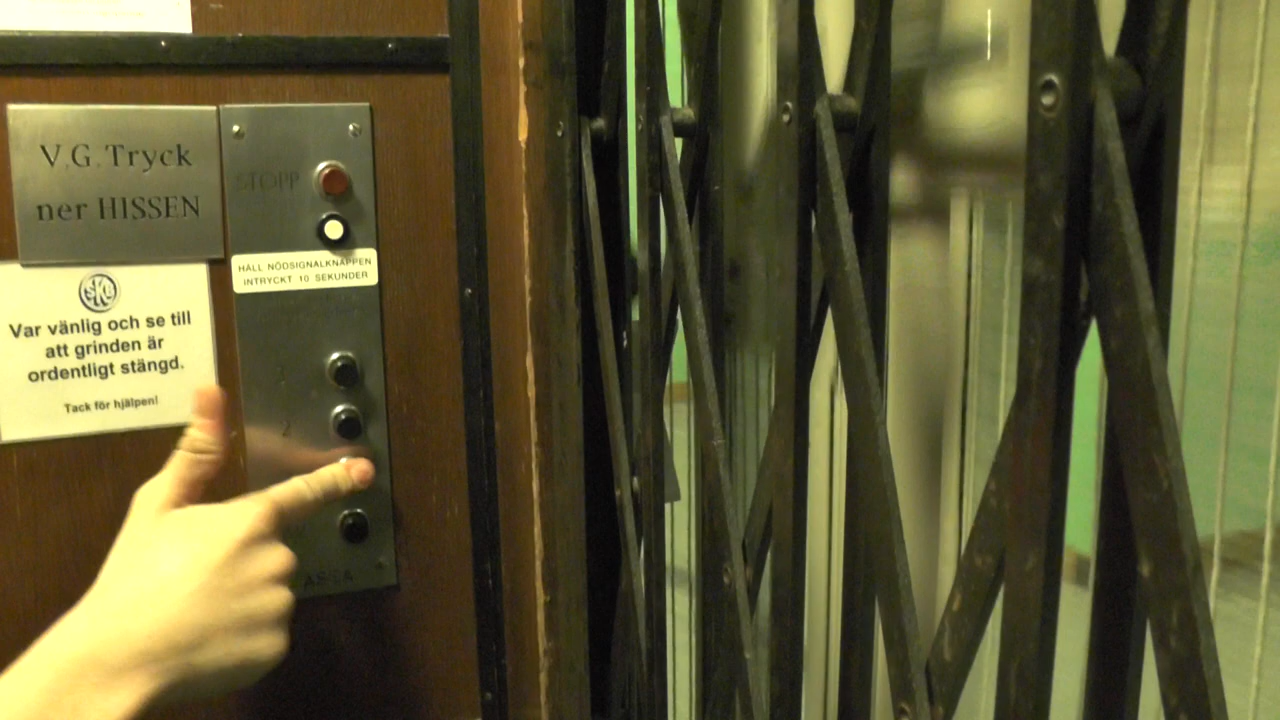 V.G.Tryck
ner HISSEN
STOPP
HÅLL NÖDSIGNALKNAPPEN
INTRYCKT 10 SEKUNDER
SKE
Var vänlig och se till
att grinden är
ordentligt stängd.
Tack för hjälpen!
2